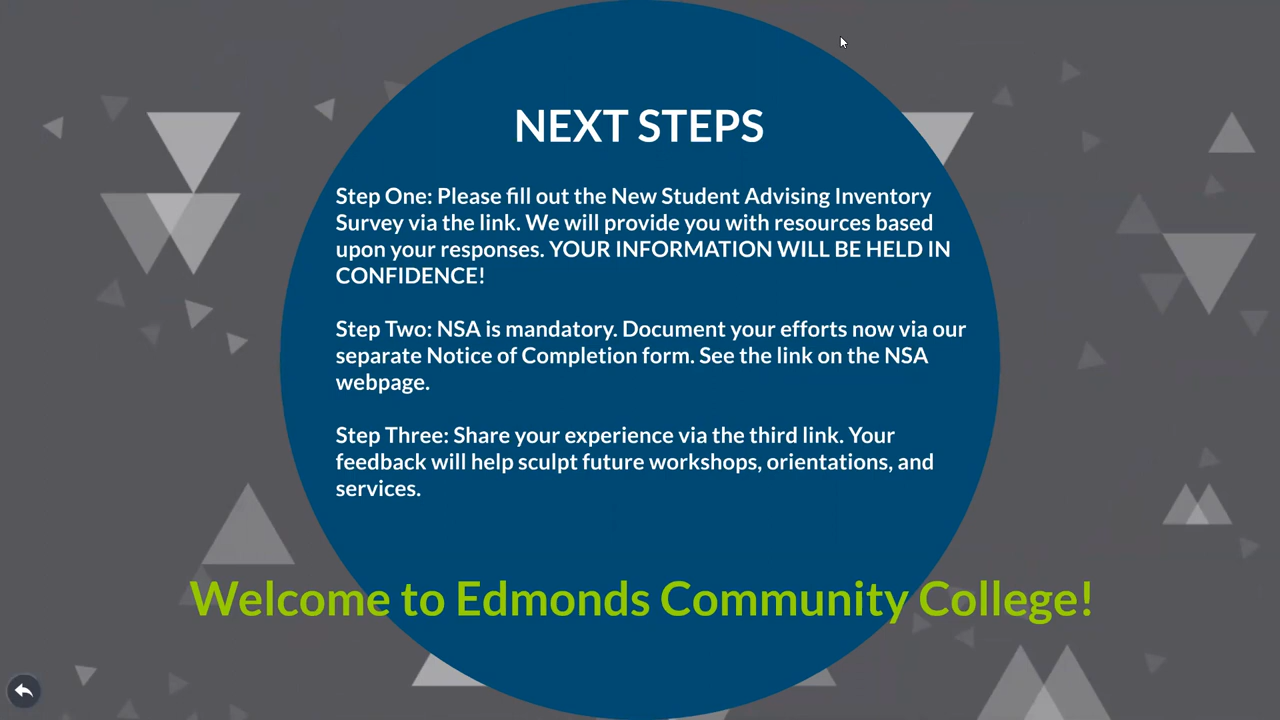 NEXT STEPS
Step One: Please fill out the New Student Advising Inventory
Survey via the link. We will provide you with resources based
upon your responses. YOUR INFORMATION WILL BE HELD IN
CONFIDENCE!
Step Two: NSA is mandatory. Document your efforts now via our
separate Notice of Completion form. See the link on the NSA
webpage.
Step Three: Share your experience via the third link. Your
feedback will help sculpt future workshops, orientations, and
services.
Welcome to Edmonds Community College!